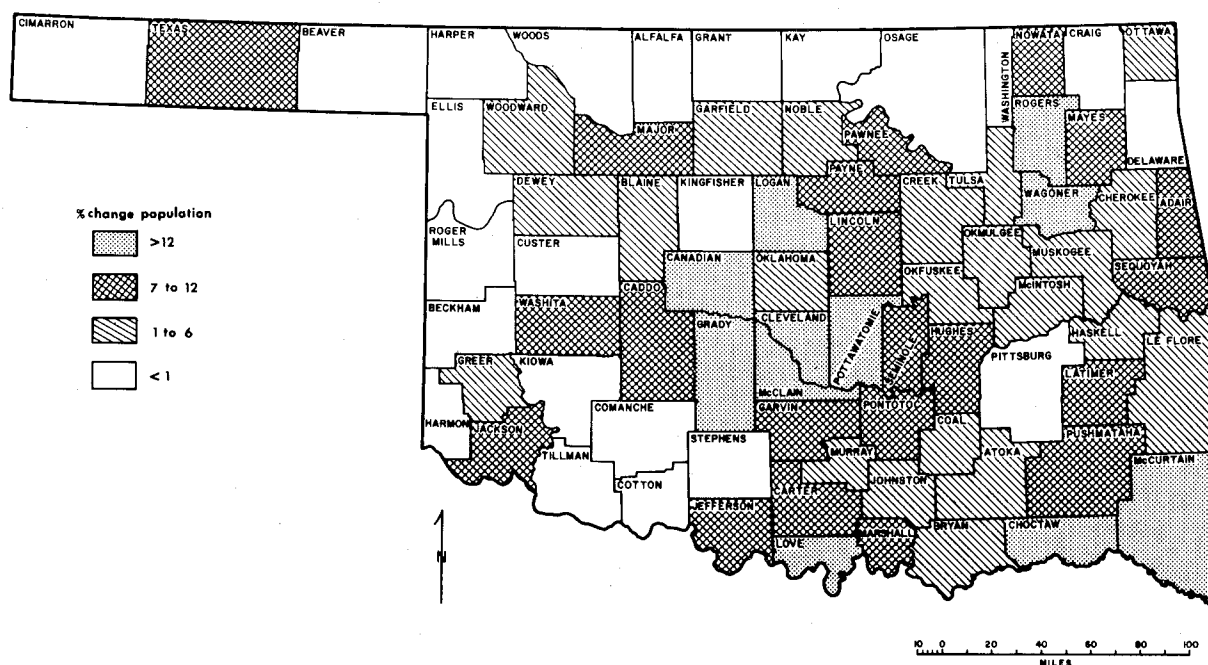 CIMARRON
TEXAS
BEAVER
HARPER
WOODS
ALFALFA
GRANT
KAY
OSAGE
WASHINGTON
NOWATA
CRAIG
OTTAWA
ELLIS
WOODWARD
MAJOR
GARFIELD
NOBLE
PAWNEE
ROGERS
MAYES
DELAWARE
DEWEY
BLAINE
KINGFISHER
LOGAN
PAYNE
CREEK
TULSA
WAGONER
CHEROKEE
ADAIR
% change population
>12
7 to 12
1 to 6
<1
ROGER
MILLS
CUSTER
CANADIAN
OKLAHOMA
LINCOLN
OKMULGEE
MUSKOGEE
SEQUOYAH
BECKHAM
WASHITA
CADDO
GRADY
CLEVELAND
POTTAWATOMIE
SEMINOLE
OKFUSKEE
HUGHES
McINTOSH
HASKELL
LE FLORE
PITTSBURG
LATIMER
GREER
KIOWA
HARMON
JACKSON
COMANCHE
STEPHENS
McCLAIN
GARVIN
PONTOTOC
COAL
PUSHMATAHA
McCURTAIN
TILLMAN
COTTON
JEFFERSON
MURRAY
CARTER
JOHNSTON
ATOKA
LOVE
MARSHALL
BRYAN
CHOCTAW
N
10 0 20 40 60 80 100
MILES